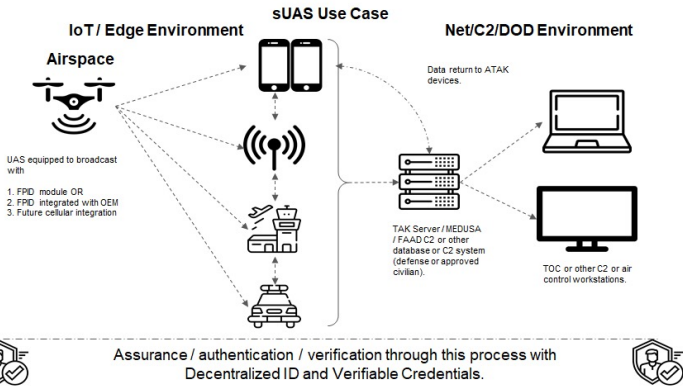 sUAS Use Case
IoT / Edge Environment
Net/C2/DOD Environment
Airspace
Data return to ATAK
devices.
UAS equipped to broadcast
with
1. FPID module OR
2. FPID integrated with OEM
3. Future cellular integration
TAK Server / MEDUSA
/ FAAD C2 or other
database or C2 system
(defense or approved
civilian).
TOC or other C2 or air
control workstations.
Assurance / authentication / verification through this process with
Decentralized ID and Verifiable Credentials.